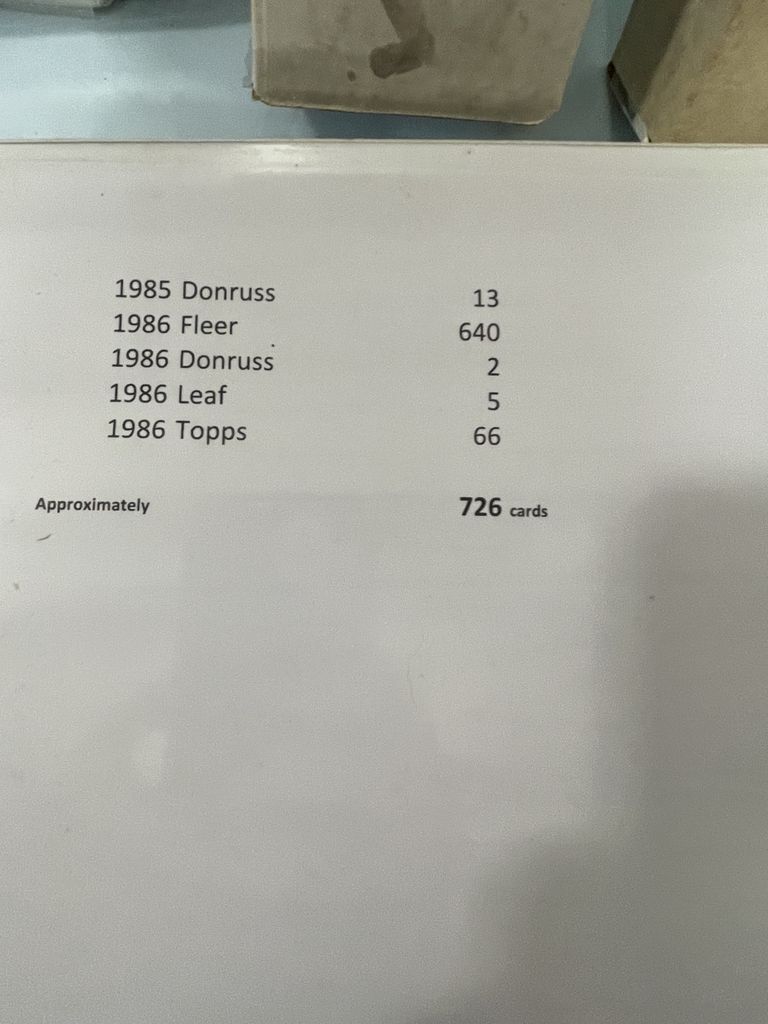 1985 Donruss 13
1986 Fleer 640
1986 Donruss 2
1986 Leaf 5
1986 Topps 66
Approximately 726 cards